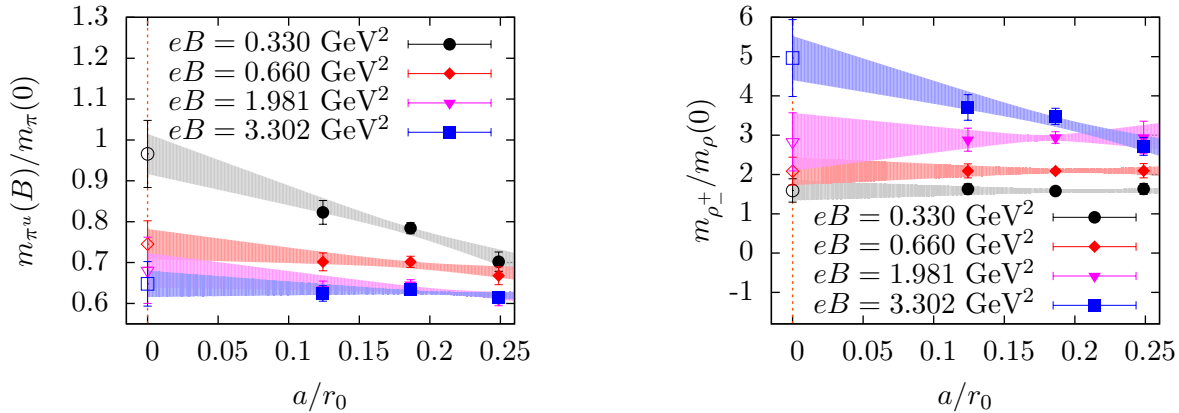 1.3
1.2
1.1
1
0.9
0.8
0.7
0.6
m_{π^u}(B)/m_π(0)
eB = 0.330 GeV²
eB = 0.660 GeV²
eB = 1.981 GeV²
eB = 3.302 GeV²
0 0.05 0.1 0.15 0.2 0.25
a/r₀
6
5
4
3
2
1
0
-1
m_{ρ_-^+}/m_ρ(0)
eB = 0.330 GeV²
eB = 0.660 GeV²
eB = 1.981 GeV²
eB = 3.302 GeV²
0 0.05 0.1 0.15 0.2 0.25
a/r₀